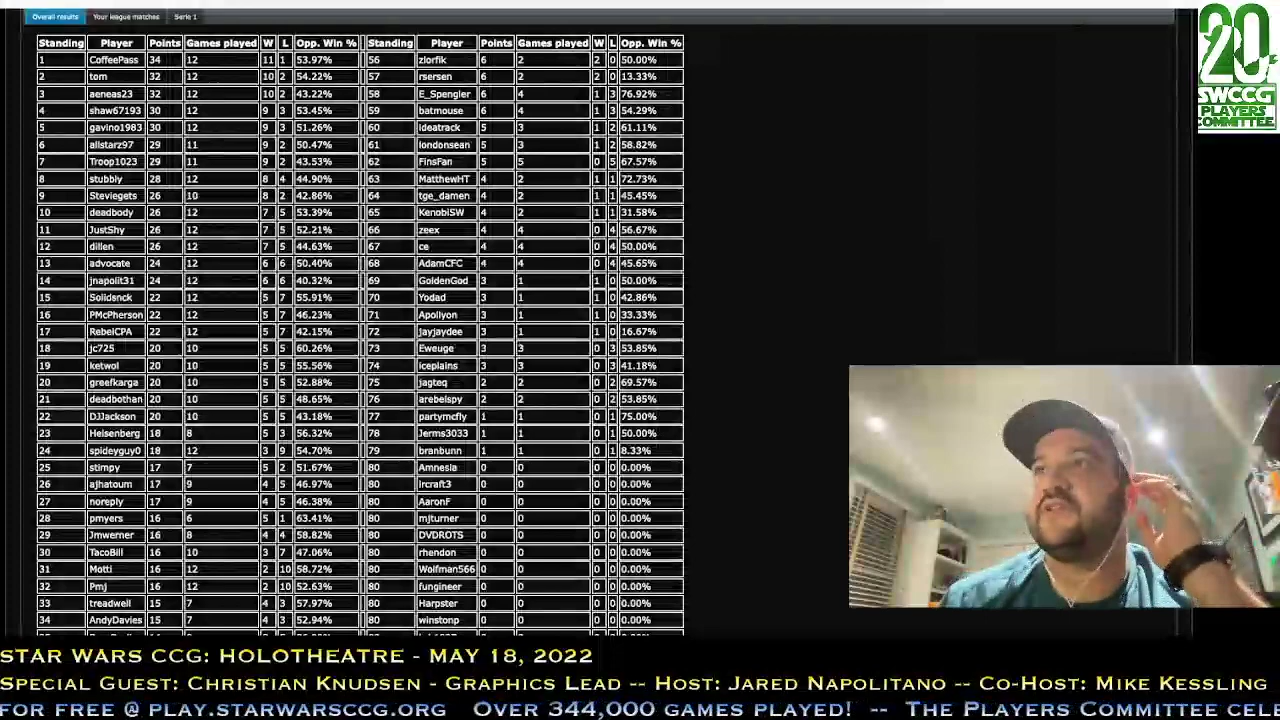 Overall results Your league matches Serie 1
Standing Player Points Games played W L Opp. Win % Standing Player Points Games played W L Opp. Win %
1 CoffeePass 34 12 11 1 53.97% 56 zlorfik 6 2 2 0 50.00%
2 tom 32 12 10 2 54.22% 57 rsersen 6 2 2 0 13.33%
3 aeneas23 32 12 10 2 43.22% 58 E_Spengler 6 4 1 3 76.92%
4 shaw67193 30 12 9 3 53.45% 59 batmouse 6 4 1 3 54.29%
5 gavino1983 30 12 9 3 51.26% 60 ideatrack 5 3 1 2 61.11%
6 allstarz97 29 11 9 2 50.47% 61 londonsean 5 3 1 2 58.82%
7 Troop1023 29 11 9 2 43.53% 62 FinsFan 5 5 0 5 67.57%
8 stubbly 28 12 8 4 44.90% 63 MatthewHT 4 2 1 1 72.73%
9 Steviegets 26 10 8 2 42.86% 64 tge_damen 4 2 1 1 45.45%
10 deadbody 26 12 7 5 53.39% 65 KenobiSW 4 2 1 1 31.58%
11 JustShy 26 12 7 5 52.21% 66 zeex 4 4 0 4 56.67%
12 dillen 26 12 7 5 44.63% 67 ce 4 4 0 4 50.00%
13 advocate 24 12 6 6 50.40% 68 AdamCFC 4 4 0 4 45.65%
14 jnapolit31 24 12 6 6 40.32% 69 GoldenGod 3 1 1 0 50.00%
15 Solidsnck 22 12 5 7 55.91% 70 Yodad 3 1 1 0 42.86%
16 PMcPherson 22 12 5 7 46.23% 71 Apollyon 3 1 1 0 33.33%
17 RebelCPA 22 12 5 7 42.15% 72 jayjaydee 3 1 1 0 16.67%
18 jc725 20 10 5 5 60.26% 73 Eweuge 3 3 0 3 53.85%
19 ketwol 20 10 5 5 55.56% 74 iceplains 3 3 0 3 41.18%
20 greefkarga 20 10 5 5 52.88% 75 jagteq 2 2 0 2 69.57%
21 deadbothan 20 10 5 5 48.65% 76 arebelspy 2 2 0 2 53.85%
22 DJJackson 20 10 5 5 43.18% 77 partymcfly 1 1 0 1 75.00%
23 Heisenberg 18 8 5 3 56.32% 78 Jerms3033 1 1 0 1 50.00%
24 spideyguy0 18 12 3 9 54.70% 79 branbunn 1 1 0 1 8.33%
25 stimpy 17 7 5 2 51.67% 80 Amnesia 0 0 0 0 0.00%
26 ajhatoum 17 9 4 5 46.97% 80 ircraft3 0 0 0 0 0.00%
27 noreply 17 9 4 5 46.38% 80 AaronF 0 0 0 0 0.00%
28 pmyers 16 6 5 1 63.41% 80 mjturner 0 0 0 0 0.00%
29 Jmwerner 16 8 4 4 58.82% 80 DVDROTS 0 0 0 0 0.00%
30 TacoBill 16 10 3 7 47.06% 80 rhendon 0 0 0 0 0.00%
31 Motti 16 12 2 10 58.72% 80 Wolfman566 0 0 0 0 0.00%
32 Pmj 16 12 2 10 52.63% 80 fungineer 0 0 0 0 0.00%
33 treadwell 15 7 4 3 57.97% 80 Harpster 0 0 0 0 0.00%
34 AndyDavies 15 7 4 3 52.94% 80 winstonp 0 0 0 0 0.00%
20
SWCCG
PLAYERS
COMMITTEE
STAR WARS CCG: HOLOTHEATRE - MAY 18, 2022
SPECIAL GUEST: CHRISTIAN KNUDSEN - GRAPHICS LEAD -- HOST: JARED NAPOLITANO -- CO-HOST: MIKE KESSLING
FOR FREE @ PLAY.STARWARSCCG.ORG OVER 344,000 GAMES PLAYED! -- THE PLAYERS COMMITTEE CELE